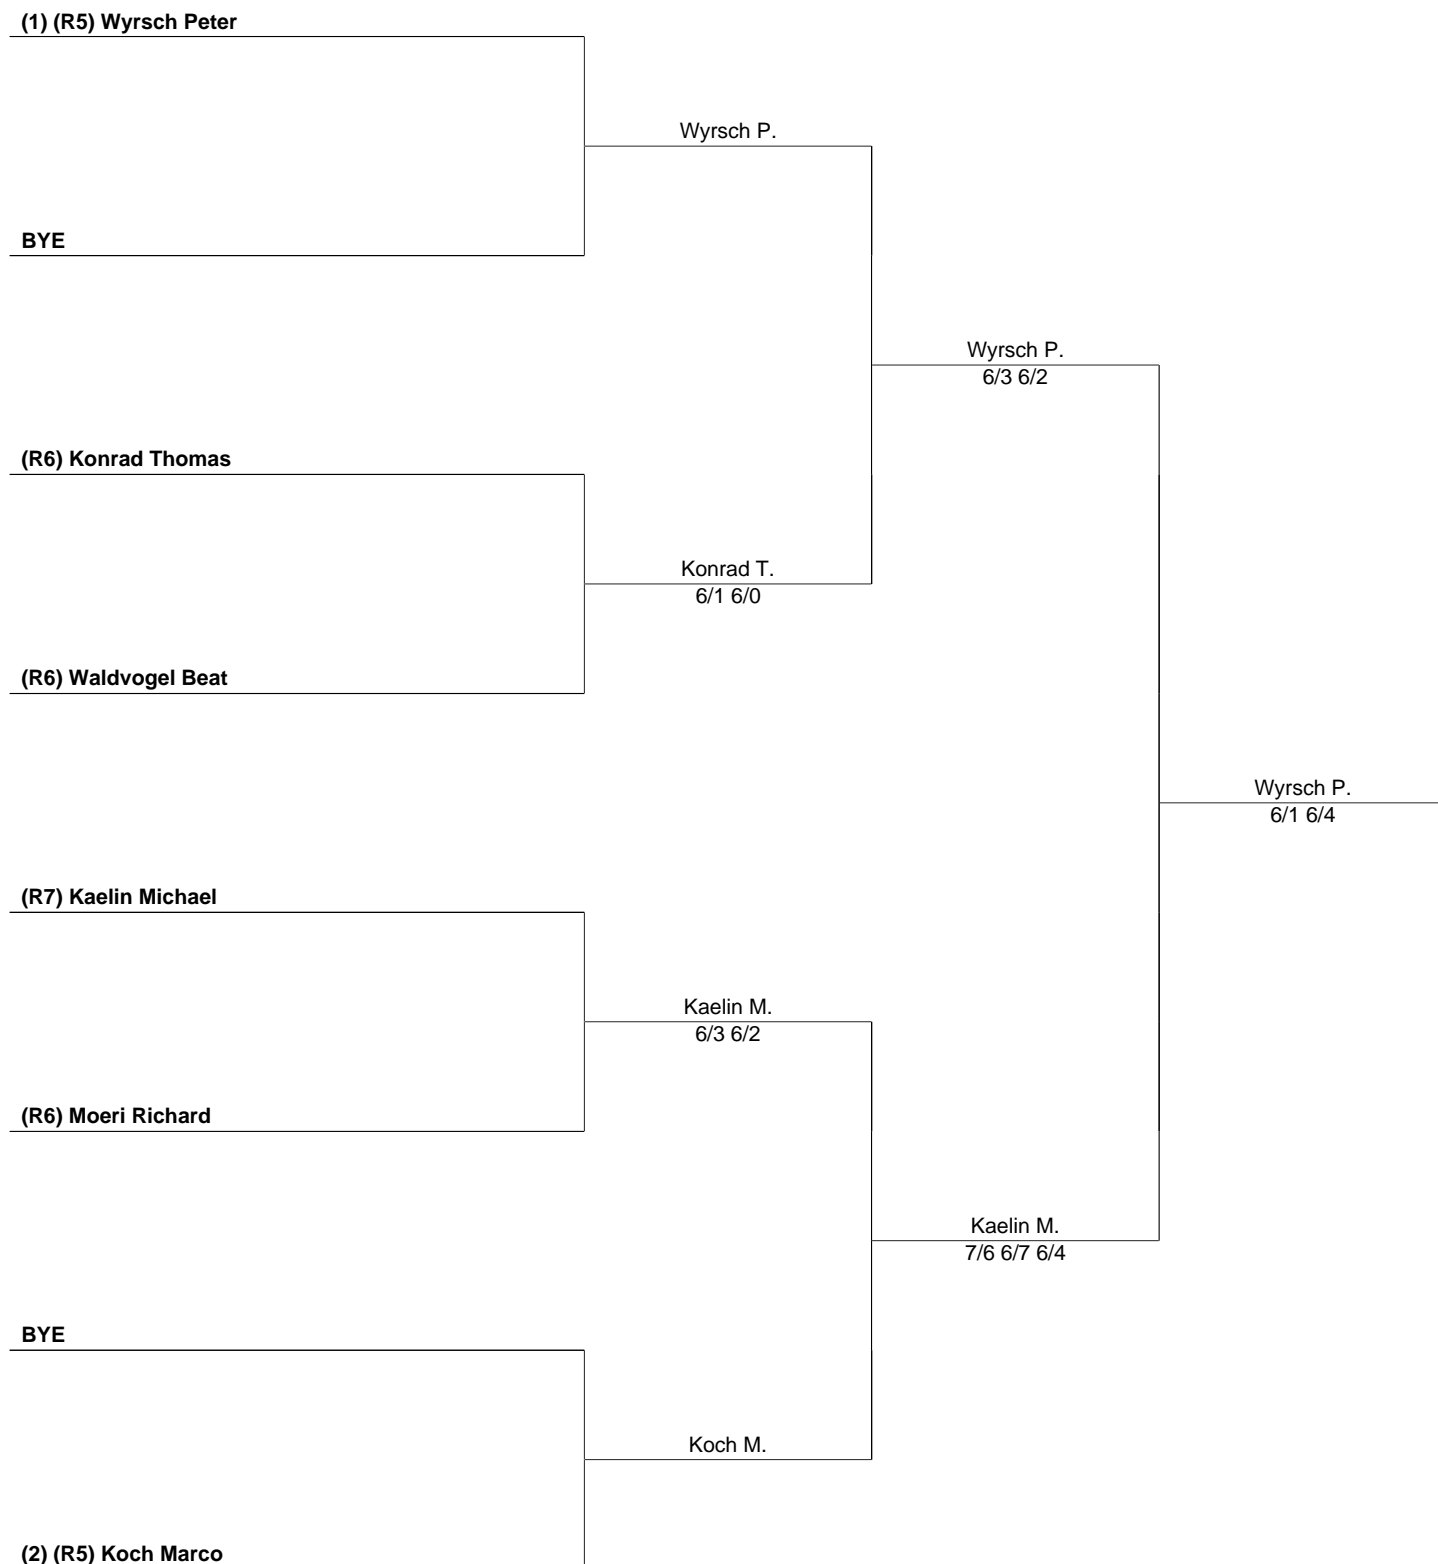 (1) (R5) Wyrsch Peter
Wyrsch P.
BYE
Wyrsch P.
6/3 6/2
(R6) Konrad Thomas
Konrad T.
6/1 6/0
(R6) Waldvogel Beat
Wyrsch P.
6/1 6/4
(R7) Kaelin Michael
Kaelin M.
6/3 6/2
(R6) Moeri Richard
Kaelin M.
7/6 6/7 6/4
BYE
Koch M.
(2) (R5) Koch Marco